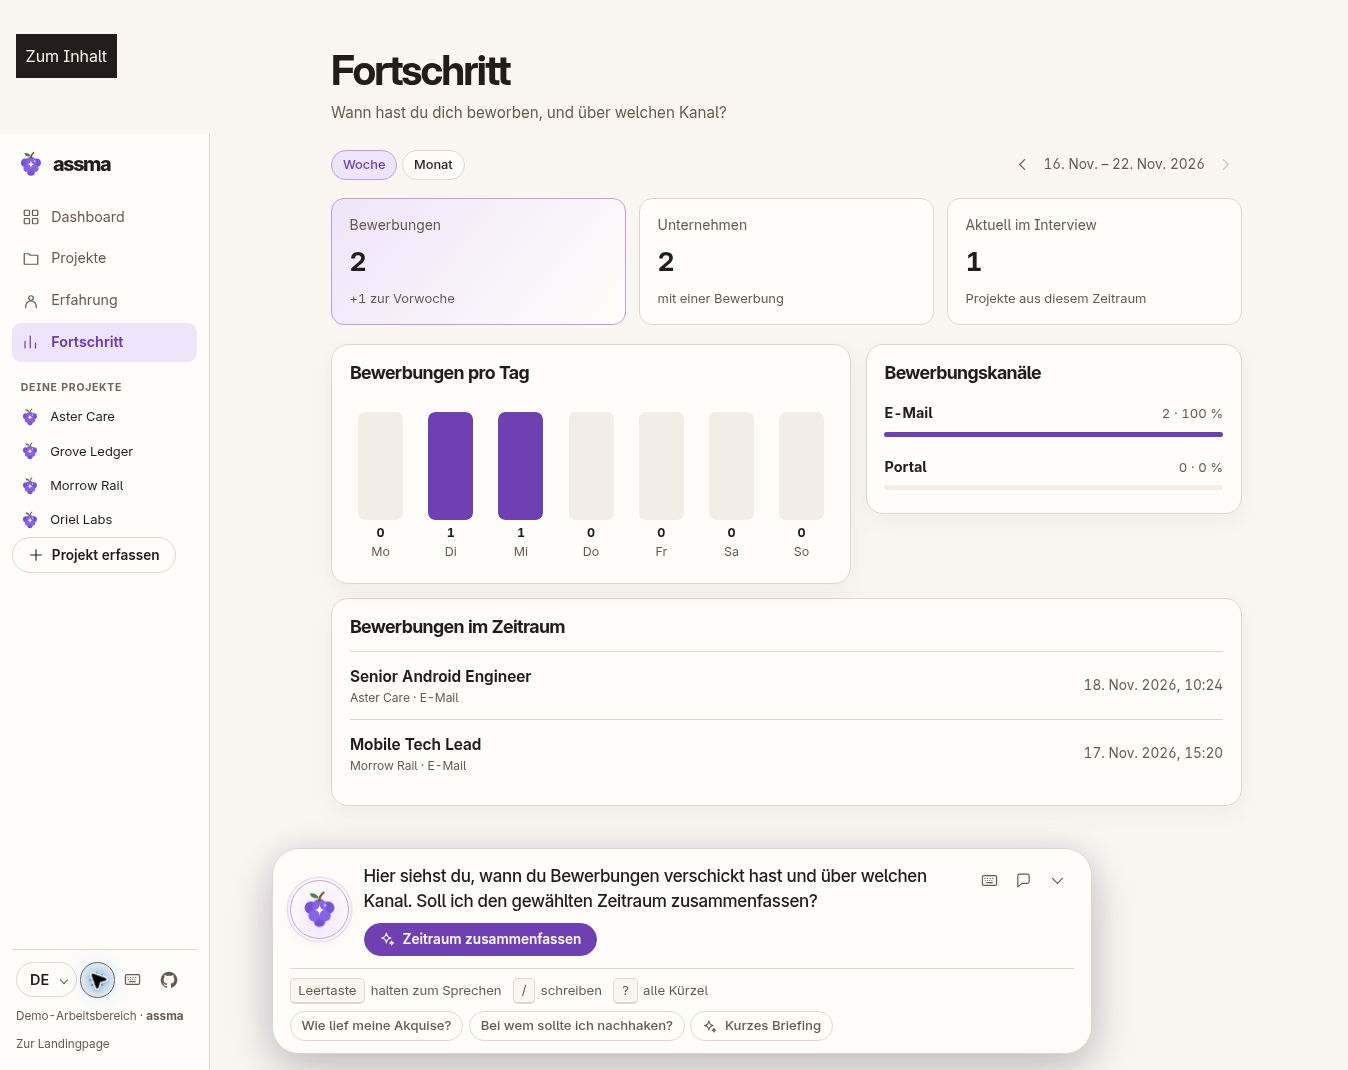 Zum Inhalt
assma
Dashboard
Projekte
Erfahrung
Fortschritt
DEINE PROJEKTE
Aster Care
Grove Ledger
Morrow Rail
Oriel Labs
Projekt erfassen
DE
Demo-Arbeitsbereich · assma
Zur Landingpage
Fortschritt
Wann hast du dich beworben, und über welchen Kanal?
Woche
Monat
16. Nov. – 22. Nov. 2026
Bewerbungen
2
+1 zur Vorwoche
Unternehmen
2
mit einer Bewerbung
Aktuell im Interview
1
Projekte aus diesem Zeitraum
Bewerbungen pro Tag
0 1 1 0 0 0 0
Mo Di Mi Do Fr Sa So
Bewerbungskanäle
E-Mail 2 · 100 %
Portal 0 · 0 %
Bewerbungen im Zeitraum
Senior Android Engineer
Aster Care · E-Mail
18. Nov. 2026, 10:24
Mobile Tech Lead
Morrow Rail · E-Mail
17. Nov. 2026, 15:20
Hier siehst du, wann du Bewerbungen verschickt hast und über welchen
Kanal. Soll ich den gewählten Zeitraum zusammenfassen?
Zeitraum zusammenfassen
Leertaste halten zum Sprechen / schreiben ? alle Kürzel
Wie lief meine Akquise? Bei wem sollte ich nachhaken? Kurzes Briefing